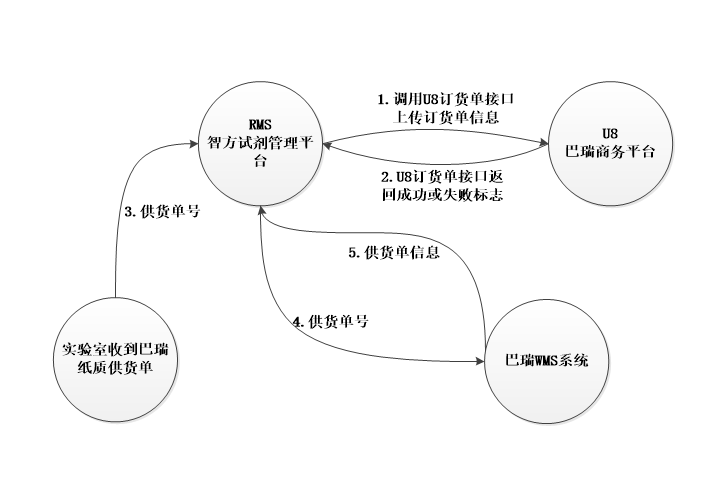 1.调用U8订货单接口
上传订货单信息
RMS
智方试剂管理平
台
U8
巴瑞商务平台
2.U8订货单接口返
回成功或失败标志
3.供货单号
5.供货单信息
4.供货单号
实验室收到巴瑞
纸质供货单
巴瑞WMS系统